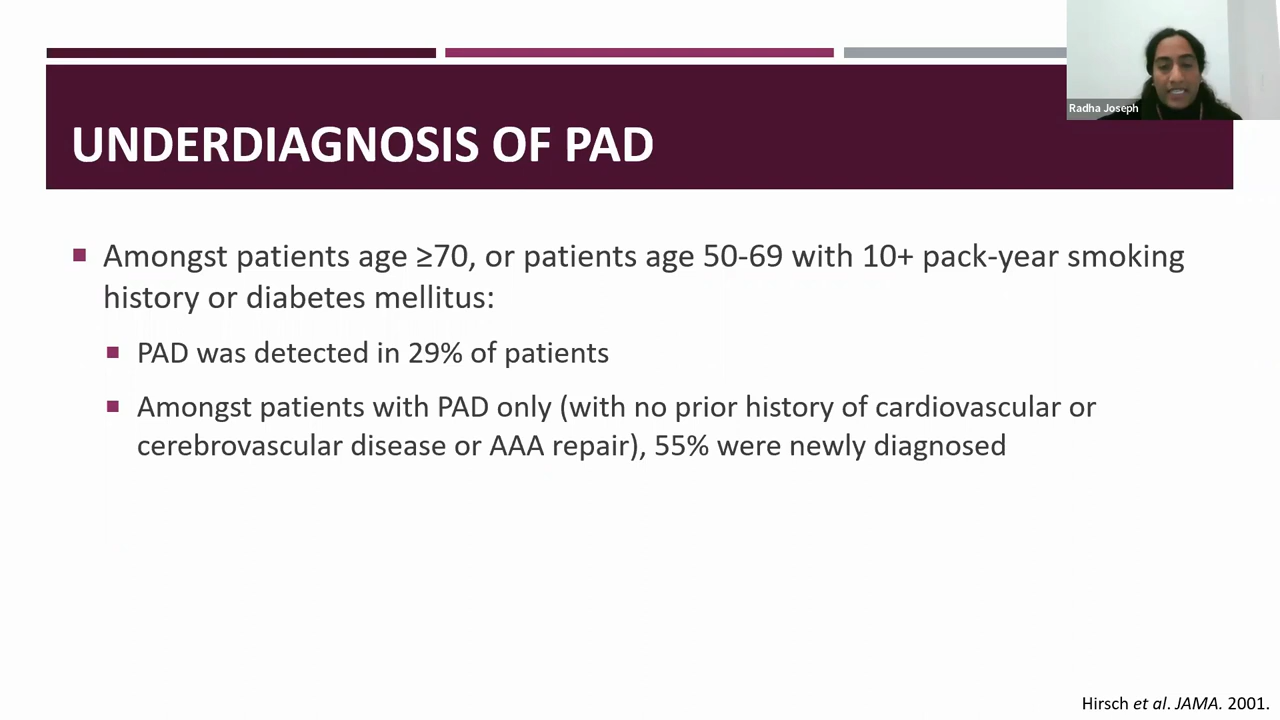 Radha Joseph
UNDERDIAGNOSIS OF PAD
Amongst patients age ≥70, or patients age 50-69 with 10+ pack-year smoking
history or diabetes mellitus:
PAD was detected in 29% of patients
Amongst patients with PAD only (with no prior history of cardiovascular or
cerebrovascular disease or AAA repair), 55% were newly diagnosed
Hirsch et al. JAMA. 2001.